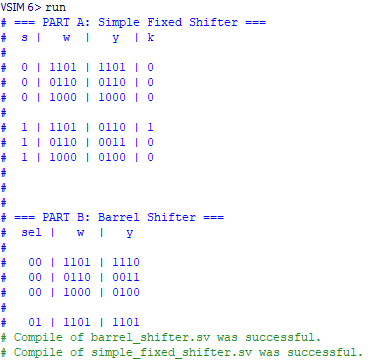 VSIM 6> run
# === PART A: Simple Fixed Shifter ===
#  s |   w   |   y  | k
#
#  0 | 1101 | 1101 | 0
#  0 | 0110 | 0110 | 0
#  0 | 1000 | 1000 | 0
#
#  1 | 1101 | 0110 | 1
#  1 | 0110 | 0011 | 0
#  1 | 1000 | 0100 | 0
#
#
#
# === PART B: Barrel Shifter ===
#  sel |   w  |   y
#
#   00 | 1101 | 1110
#   00 | 0110 | 0011
#   00 | 1000 | 0100
#
#   01 | 1101 | 1101
# Compile of barrel_shifter.sv was successful.
# Compile of simple_fixed_shifter.sv was successful.